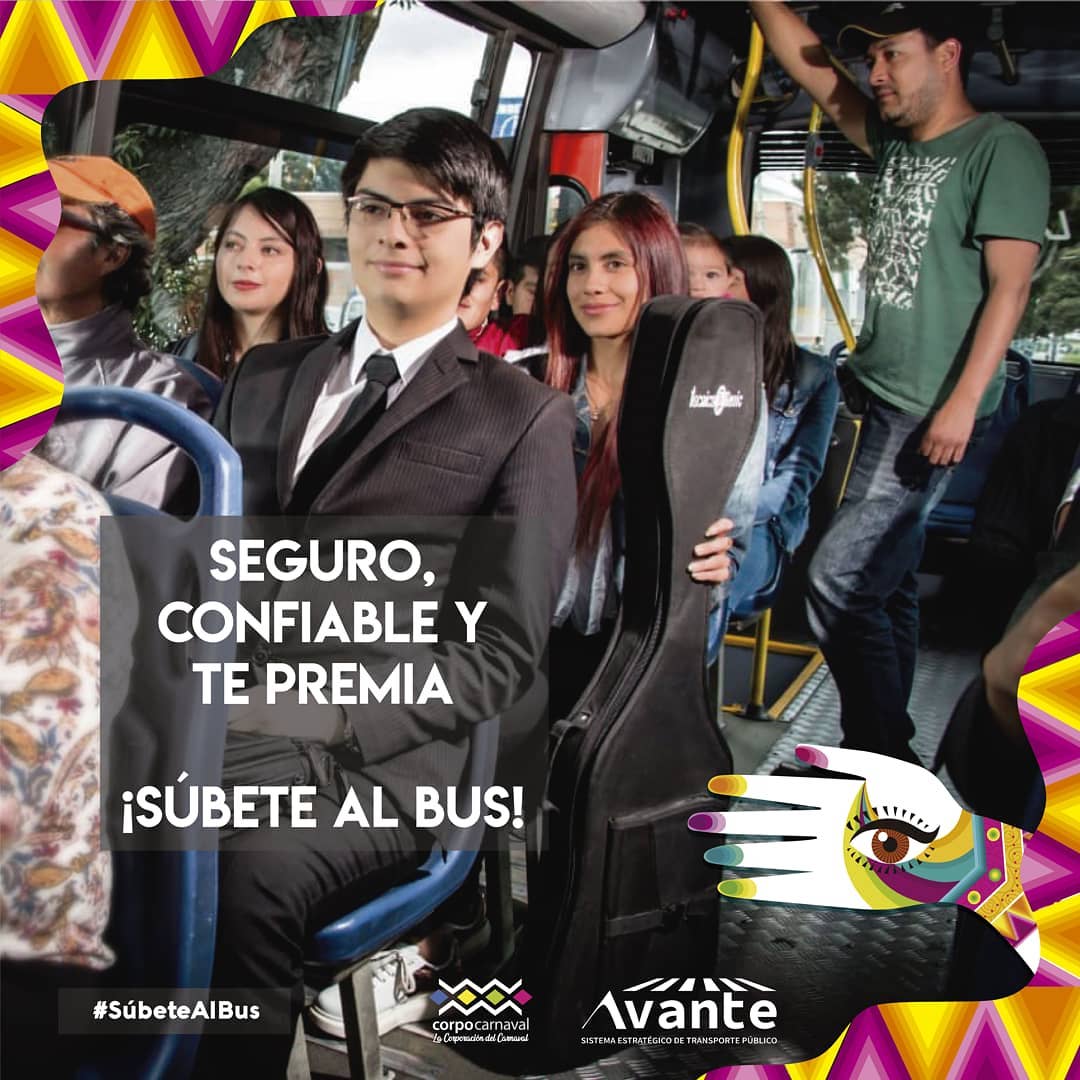 SEGURO,
CONFIABLE Y
TE PREMIA
¡SÚBETE AL BUS!
#SúbeteAlBus
corpocarnaval
La Corporación del Carnaval
Avante
SISTEMA ESTRATÉGICO DE TRANSPORTE PÚBLICO